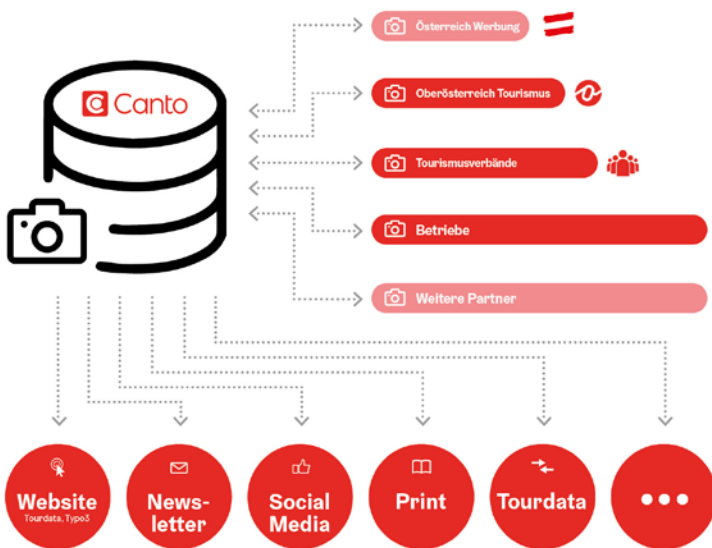 Österreich Werbung
Canto
Oberösterreich Tourismus
Tourismusverbände
Betriebe
Weitere Partner
Website
Tourdata, Typo3
News-
letter
Social
Media
Print
Tourdata
•••